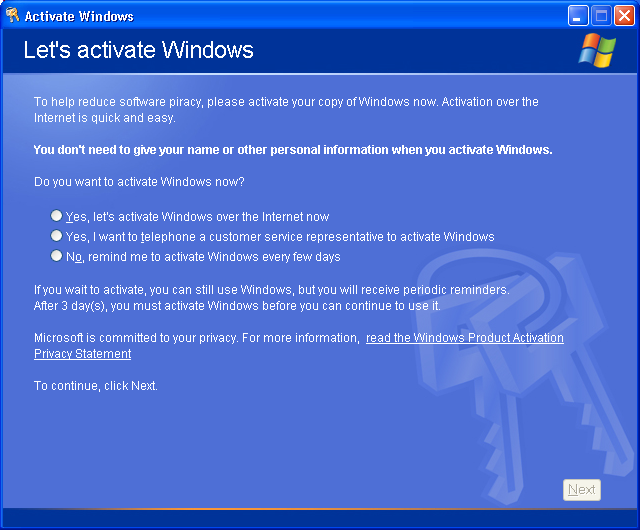 Activate Windows
Let's activate Windows
To help reduce software piracy, please activate your copy of Windows now. Activation over the
Internet is quick and easy.
You don't need to give your name or other personal information when you activate Windows.
Do you want to activate Windows now?
Yes, let's activate Windows over the Internet now
Yes, I want to telephone a customer service representative to activate Windows
No, remind me to activate Windows every few days
If you wait to activate, you can still use Windows, but you will receive periodic reminders.
After 3 day(s), you must activate Windows before you can continue to use it.
Microsoft is committed to your privacy. For more information, read the Windows Product Activation
Privacy Statement
To continue, click Next.
Next